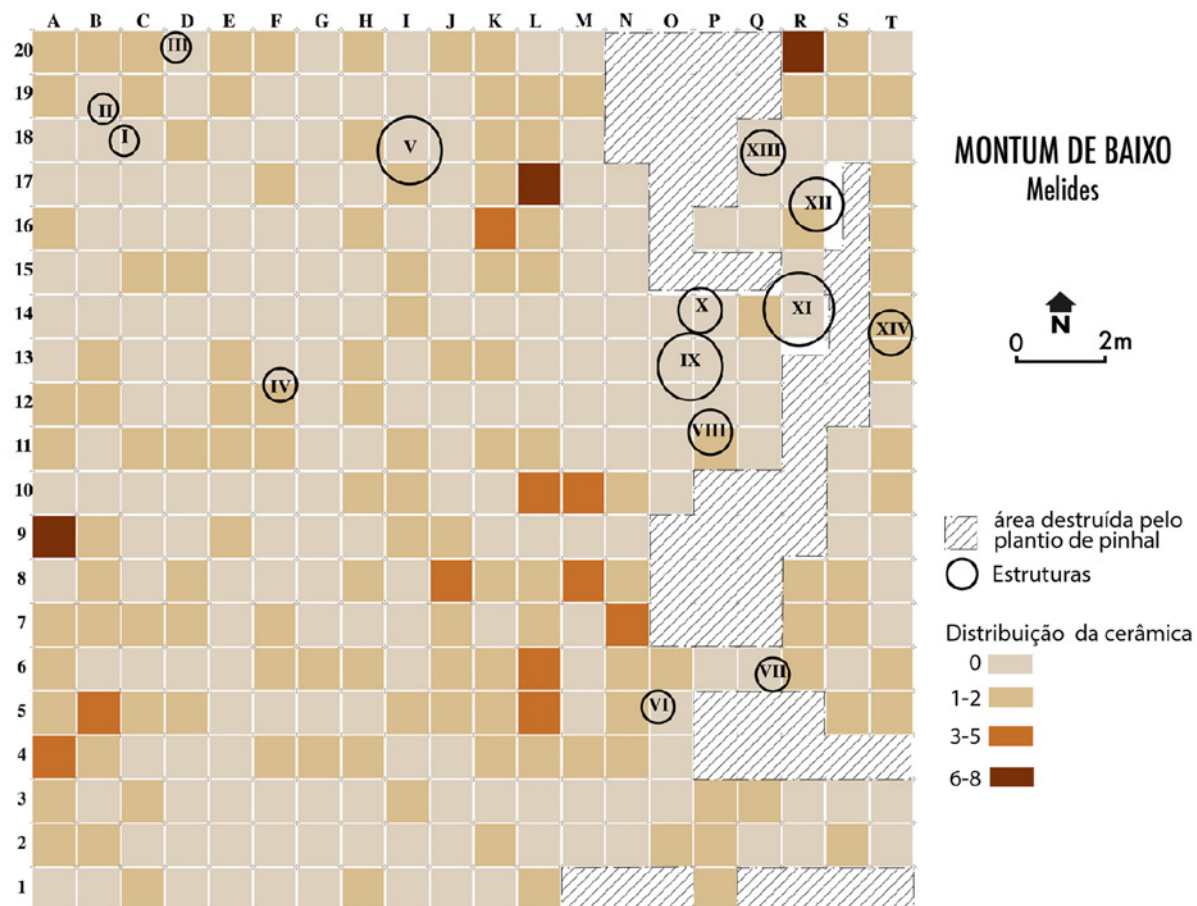 A B C D E F G H I J K L M N O P Q R S T
20 III
19 II
18 I V XIII
17
16 XII
15
14 X XI
13 IX XIV
12 IV
11 VIII
10
9
8
7
6 VII
5 VI
4
3
2
1
MONTUM DE BAIXO
Melides
N
0 2m
área destruída pelo
plantio de pinhal
Estruturas
Distribuição da cerâmica
0
1-2
3-5
6-8